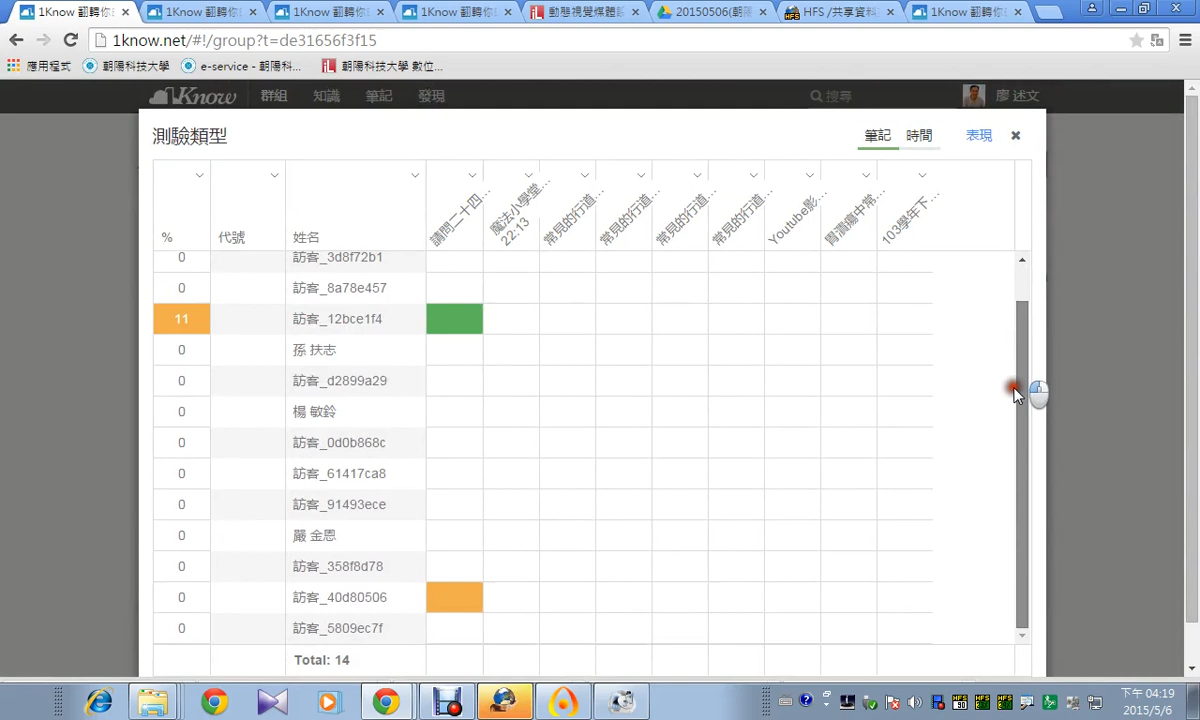 1Know 翻轉你的
1Know 翻轉你的
1Know 翻轉你的
1Know 翻轉你的
動態視覺媒體
20150506(朝陽
HFS /共享資料
1Know 翻轉你的
1know.net/#!/group?t=de31656f3f15
應用程式
朝陽科技大學
e-service - 朝陽科...
朝陽科技大學 數位...
1Know
群組
知識
筆記
發現
搜尋
廖 述文
測驗類型
筆記
時間
表現
%
代號
姓名
請問二十四...
魔法小學堂...
22:13
常見的行道...
常見的行道...
常見的行道...
常見的行道...
Youtube影...
胃潰瘍中常...
103學年下...
0 訪客_3d8f72b1
0 訪客_8a78e457
11 訪客_12bce1f4
0 孫 扶志
0 訪客_d2899a29
0 楊 敏鈴
0 訪客_0d0b868c
0 訪客_61417ca8
0 訪客_91493ece
0 嚴 金恩
0 訪客_358f8d78
0 訪客_40d80506
0 訪客_5809ec7f
Total: 14
下午 04:19
2015/5/6